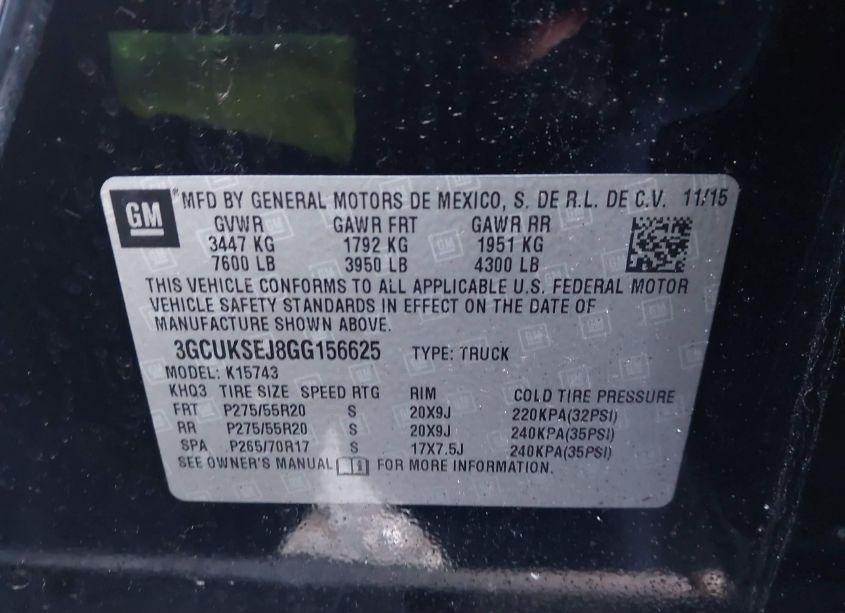 GM
® MFD BY GENERAL MOTORS DE MEXICO, S. DE R.L. DE C.V. 11/15
GVWR GAWR FRT GAWR RR
3447 KG 1792 KG 1951 KG
7600 LB 3950 LB 4300 LB
THIS VEHICLE CONFORMS TO ALL APPLICABLE U.S. FEDERAL MOTOR
VEHICLE SAFETY STANDARDS IN EFFECT ON THE DATE OF
MANUFACTURE SHOWN ABOVE.
3GCUKSEJ8GG156625 TYPE: TRUCK
MODEL: K15743
KHQ3 TIRE SIZE SPEED RTG RIM COLD TIRE PRESSURE
FRT P275/55R20 S 20X9J 220KPA(32PSI)
RR P275/55R20 S 20X9J 240KPA(35PSI)
SPA P265/70R17 S 17X7.5J 240KPA(35PSI)
SEE OWNER'S MANUAL FOR MORE INFORMATION.